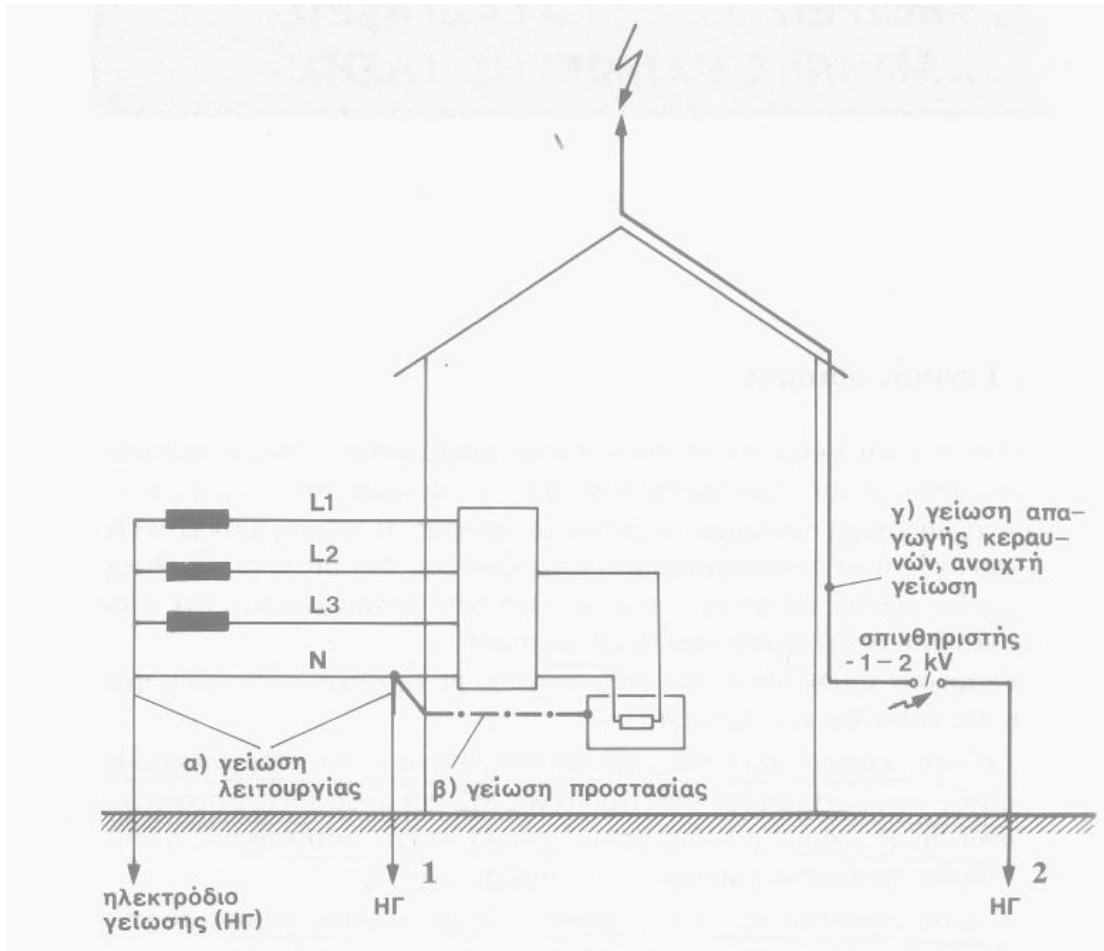 L1
L2
L3
N
γ) γείωση απα-
γωγής κεραυ-
νών, ανοιχτή
γείωση
σπινθηριστής
-1-2 kV
α) γείωση
λειτουργίας
β) γείωση προστασίας
1
2
ηλεκτρόδιο
γείωσής (ΗΓ)
ΗΓ
ΗΓ